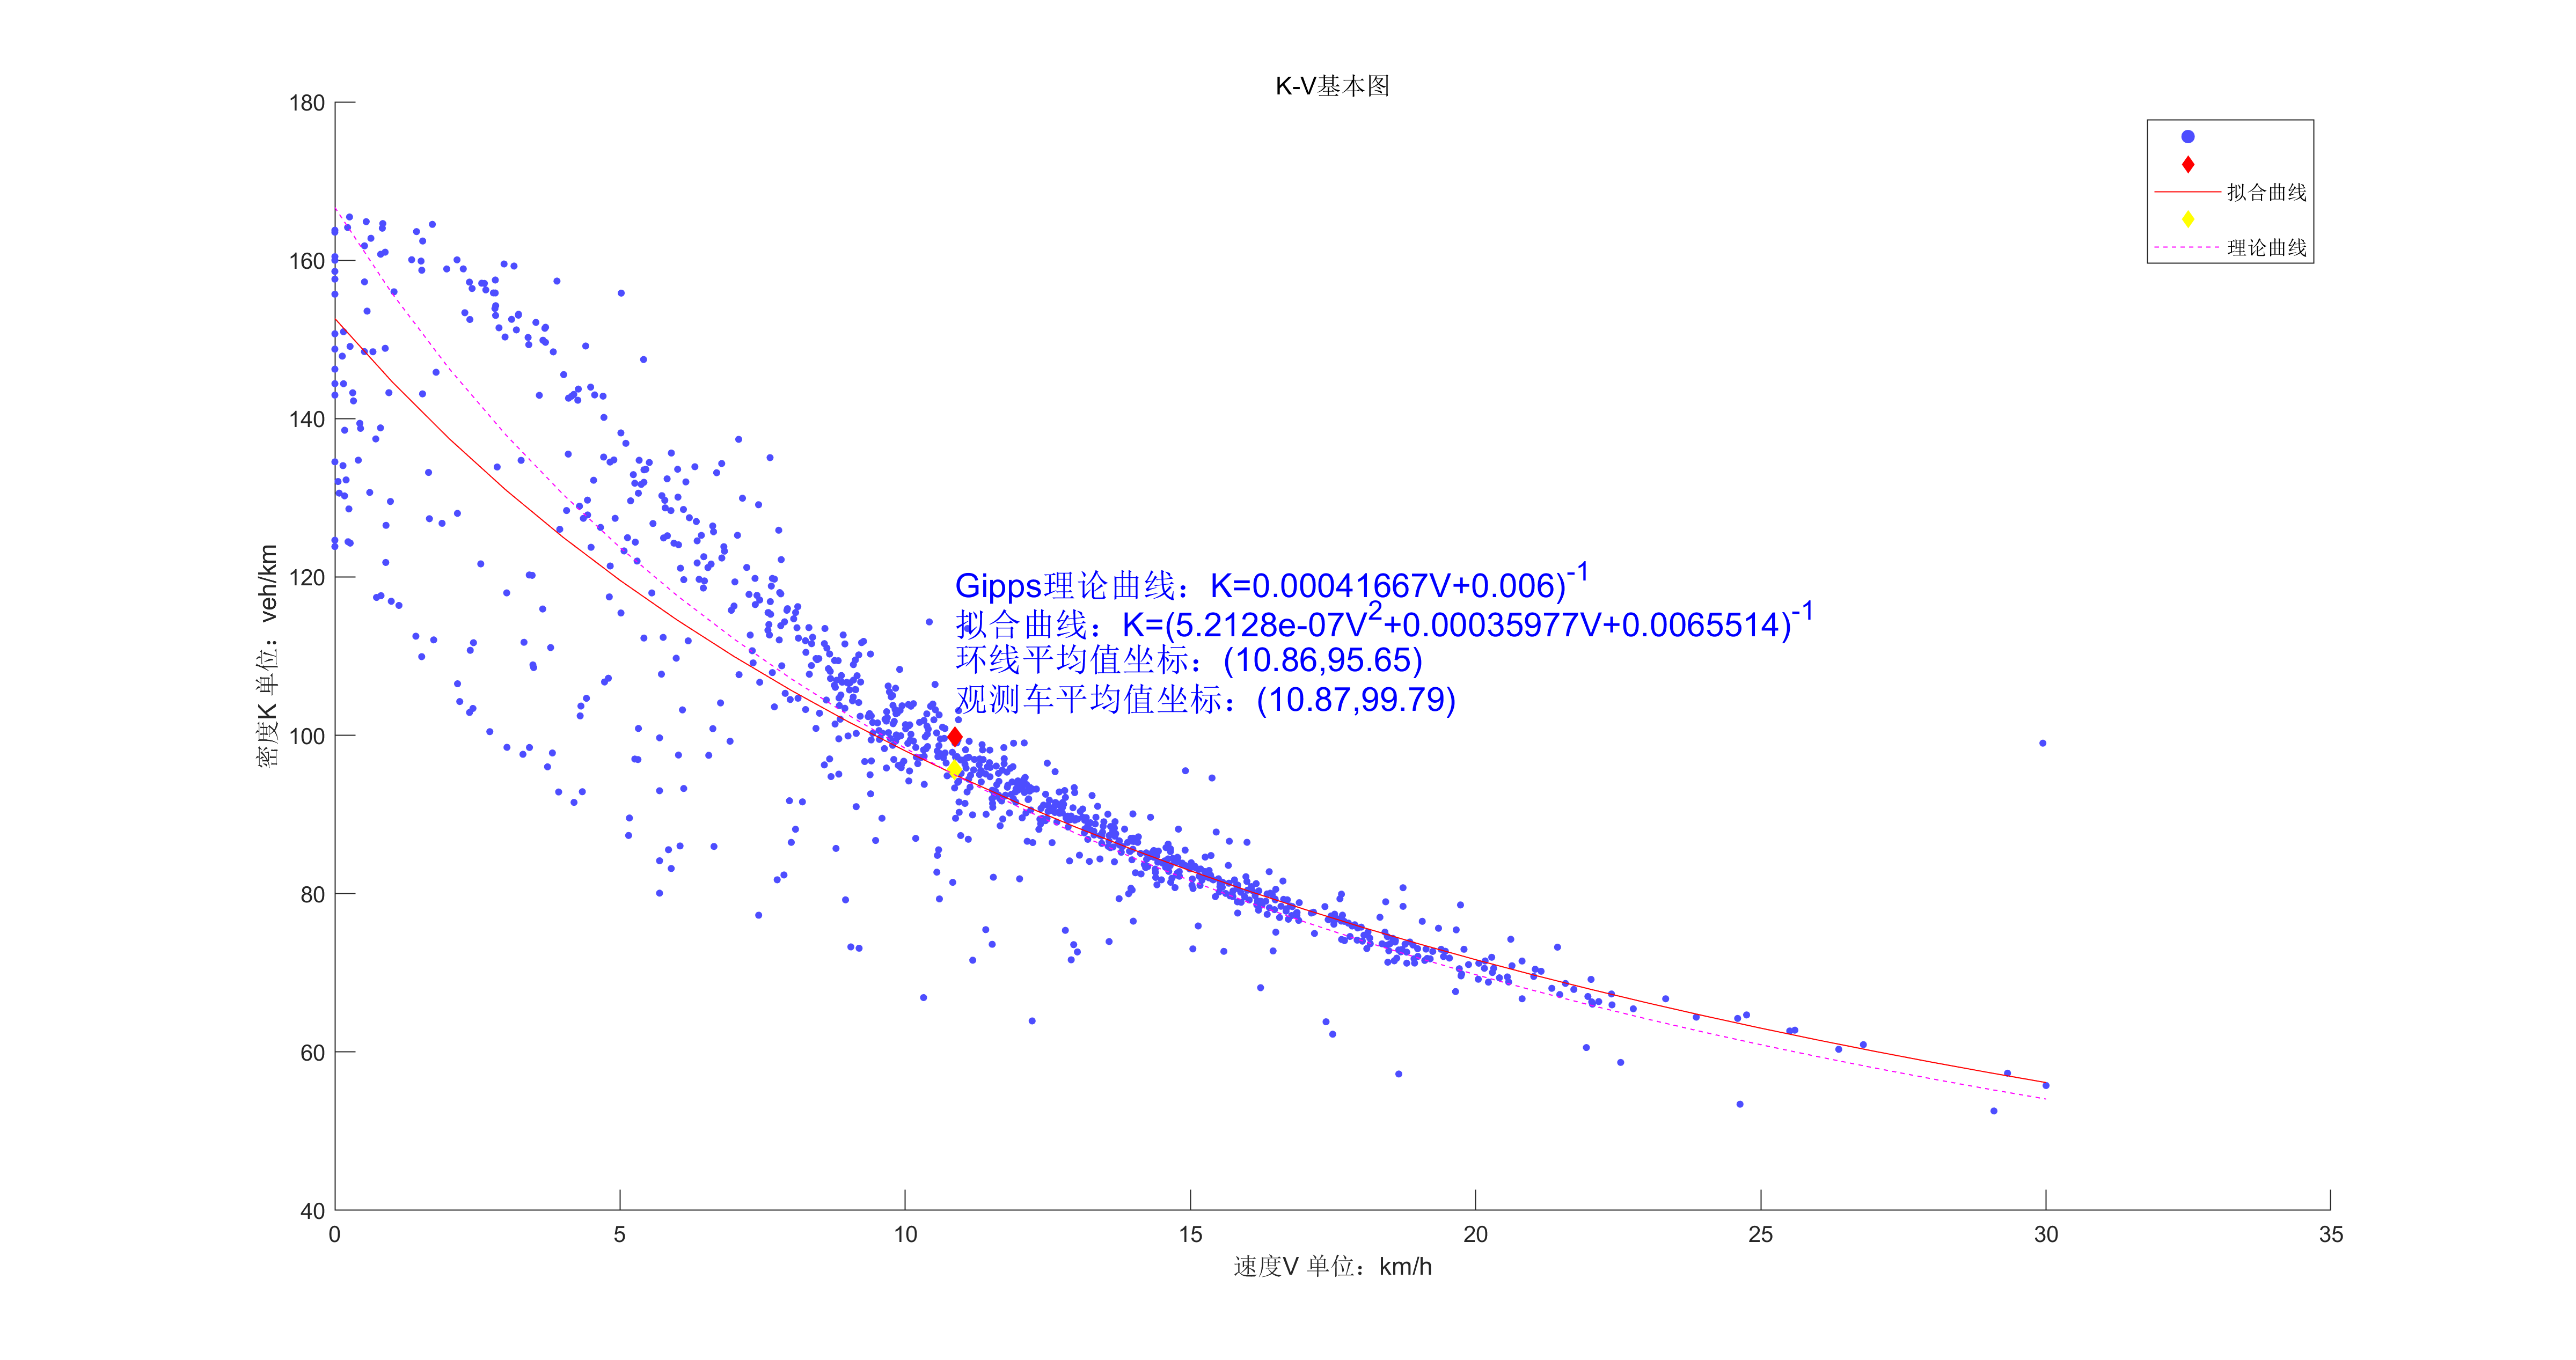 K-V基本图
180
160
140
120
100
80
60
40
密度K 单位：veh/km
拟合曲线
理论曲线
Gipps理论曲线：K=0.00041667V+0.006)^-1
拟合曲线：K=(5.2128e-07V^2+0.00035977V+0.0065514)^-1
环线平均值坐标：(10.86,95.65)
观测车平均值坐标：(10.87,99.79)
0 5 10 15 20 25 30 35
速度V 单位：km/h